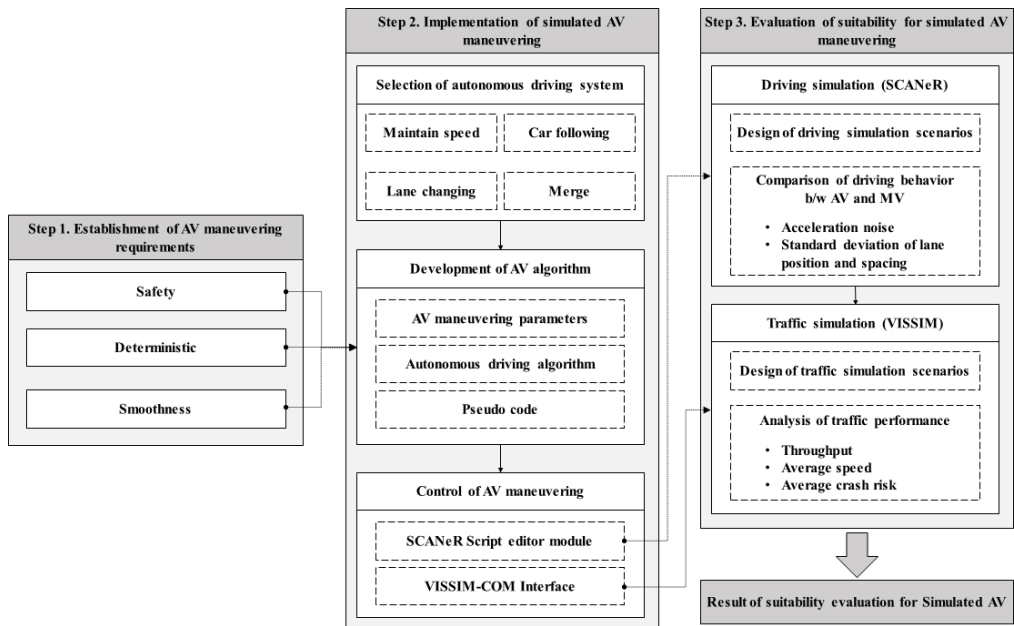 Step 1. Establishment of AV maneuvering
requirements
Safety
Deterministic
Smoothness
Step 2. Implementation of simulated AV
maneuvering
Selection of autonomous driving system
Maintain speed
Car following
Lane changing
Merge
Development of AV algorithm
AV maneuvering parameters
Autonomous driving algorithm
Pseudo code
Control of AV maneuvering
SCANeR Script editor module
VISSIM-COM Interface
Step 3. Evaluation of suitability for simulated AV
maneuvering
Driving simulation (SCANeR)
Design of driving simulation scenarios
Comparison of driving behavior
b/w AV and MV
• Acceleration noise
• Standard deviation of lane
position and spacing
Traffic simulation (VISSIM)
Design of traffic simulation scenarios
Analysis of traffic performance
• Throughput
• Average speed
• Average crash risk
Result of suitability evaluation for Simulated AV